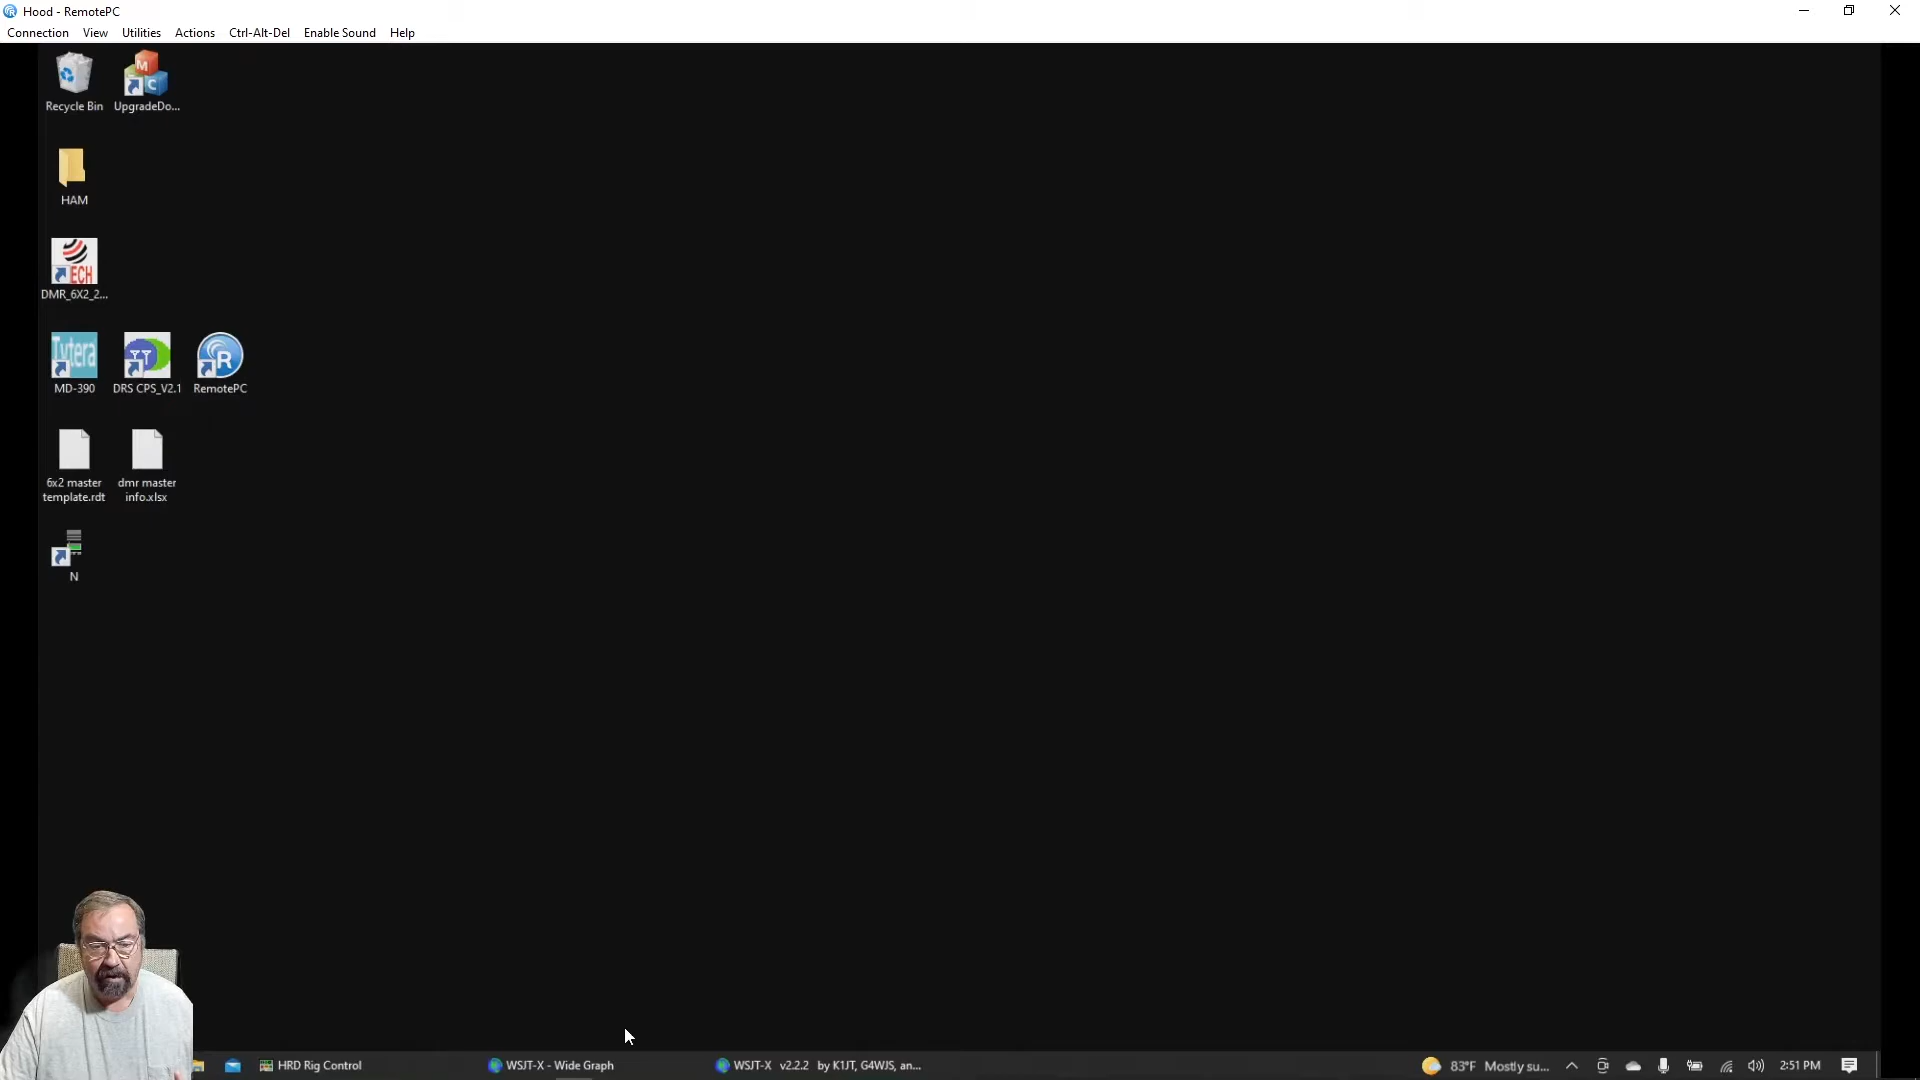 Hood - RemotePC
Connection View Utilities Actions Ctrl-Alt-Del Enable Sound Help
M
C
Recycle Bin UpgradeDo...
HAM
ECH
DMR_6X2_2...
Tytera
R
MD-390 DRS CPS_V2.1 RemotePC
6x2 master template.rdt
dmr master info.xlsx
N
HRD Rig Control WSJT-X - Wide Graph WSJT-X v2.2.2 by K1JT, G4WJS, an... 83°F Mostly su... 2:51 PM